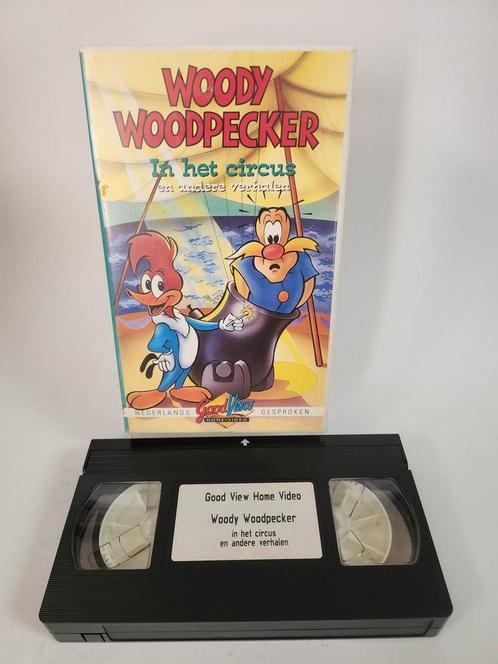 WOODY
WOODPECKER
In het circus
en andere verhalen
NEDERLANDS Good View GESPROKEN
HOME VIDEO
Good View Home Video
Woody Woodpecker
in het circus
en andere verhalen